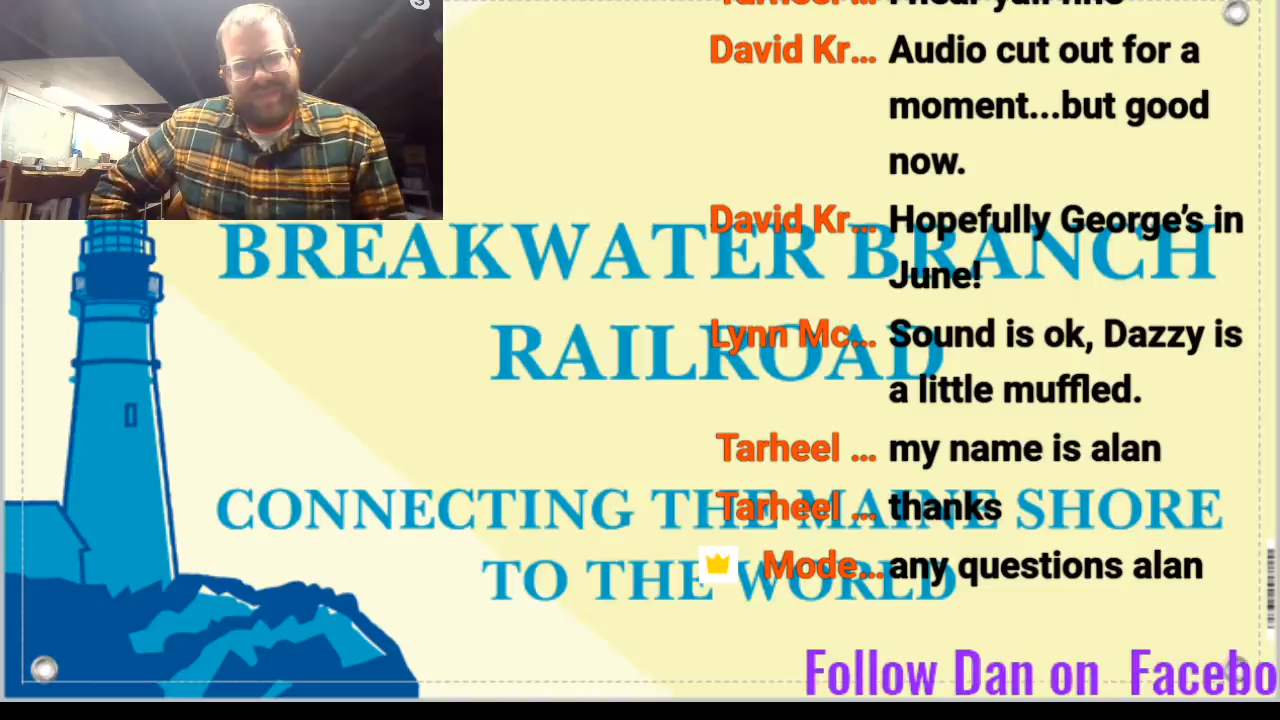 Tarheel ...
David Kr... Audio cut out for a
moment...but good
now.
David Kr... Hopefully George's in
June!
BREAKWATER BRANCH
Lynn Mc... Sound is ok, Dazzy is
a little muffled.
RAILROAD
Tarheel ... my name is alan
Tarheel ... thanks
CONNECTING THE MAINE SHORE
Mode... any questions alan
TO THE WORLD
Follow Dan on Facebo